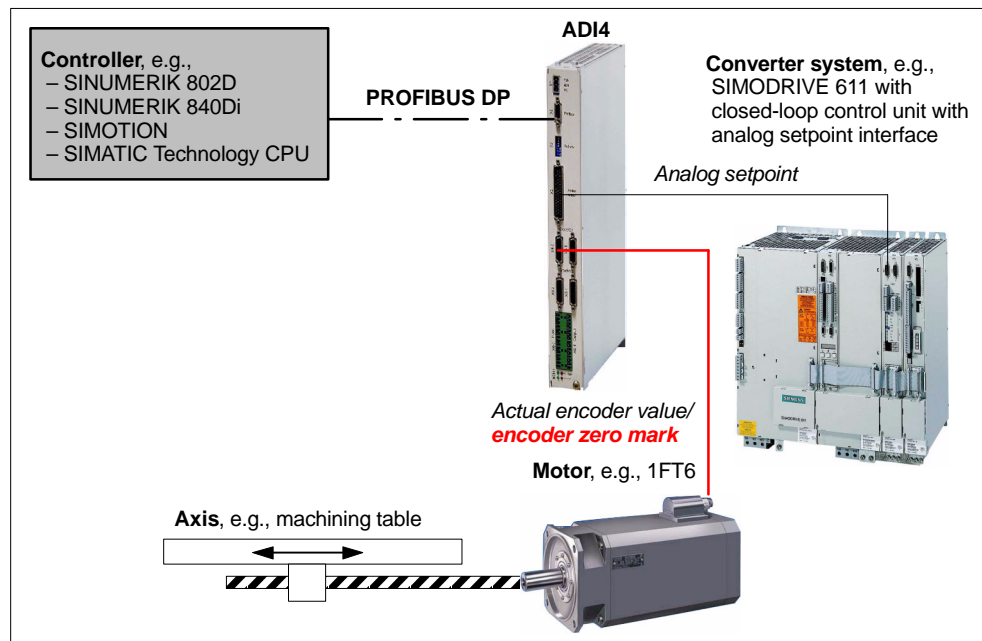 ADI4
Controller, e.g.,
– SINUMERIK 802D
– SINUMERIK 840Di
– SIMOTION
– SIMATIC Technology CPU
PROFIBUS DP
Converter system, e.g.,
SIMODRIVE 611 with
closed-loop control unit with
analog setpoint interface
Analog setpoint
SIEMENS
Actual encoder value/
encoder zero mark
Motor, e.g., 1FT6
Axis, e.g., machining table